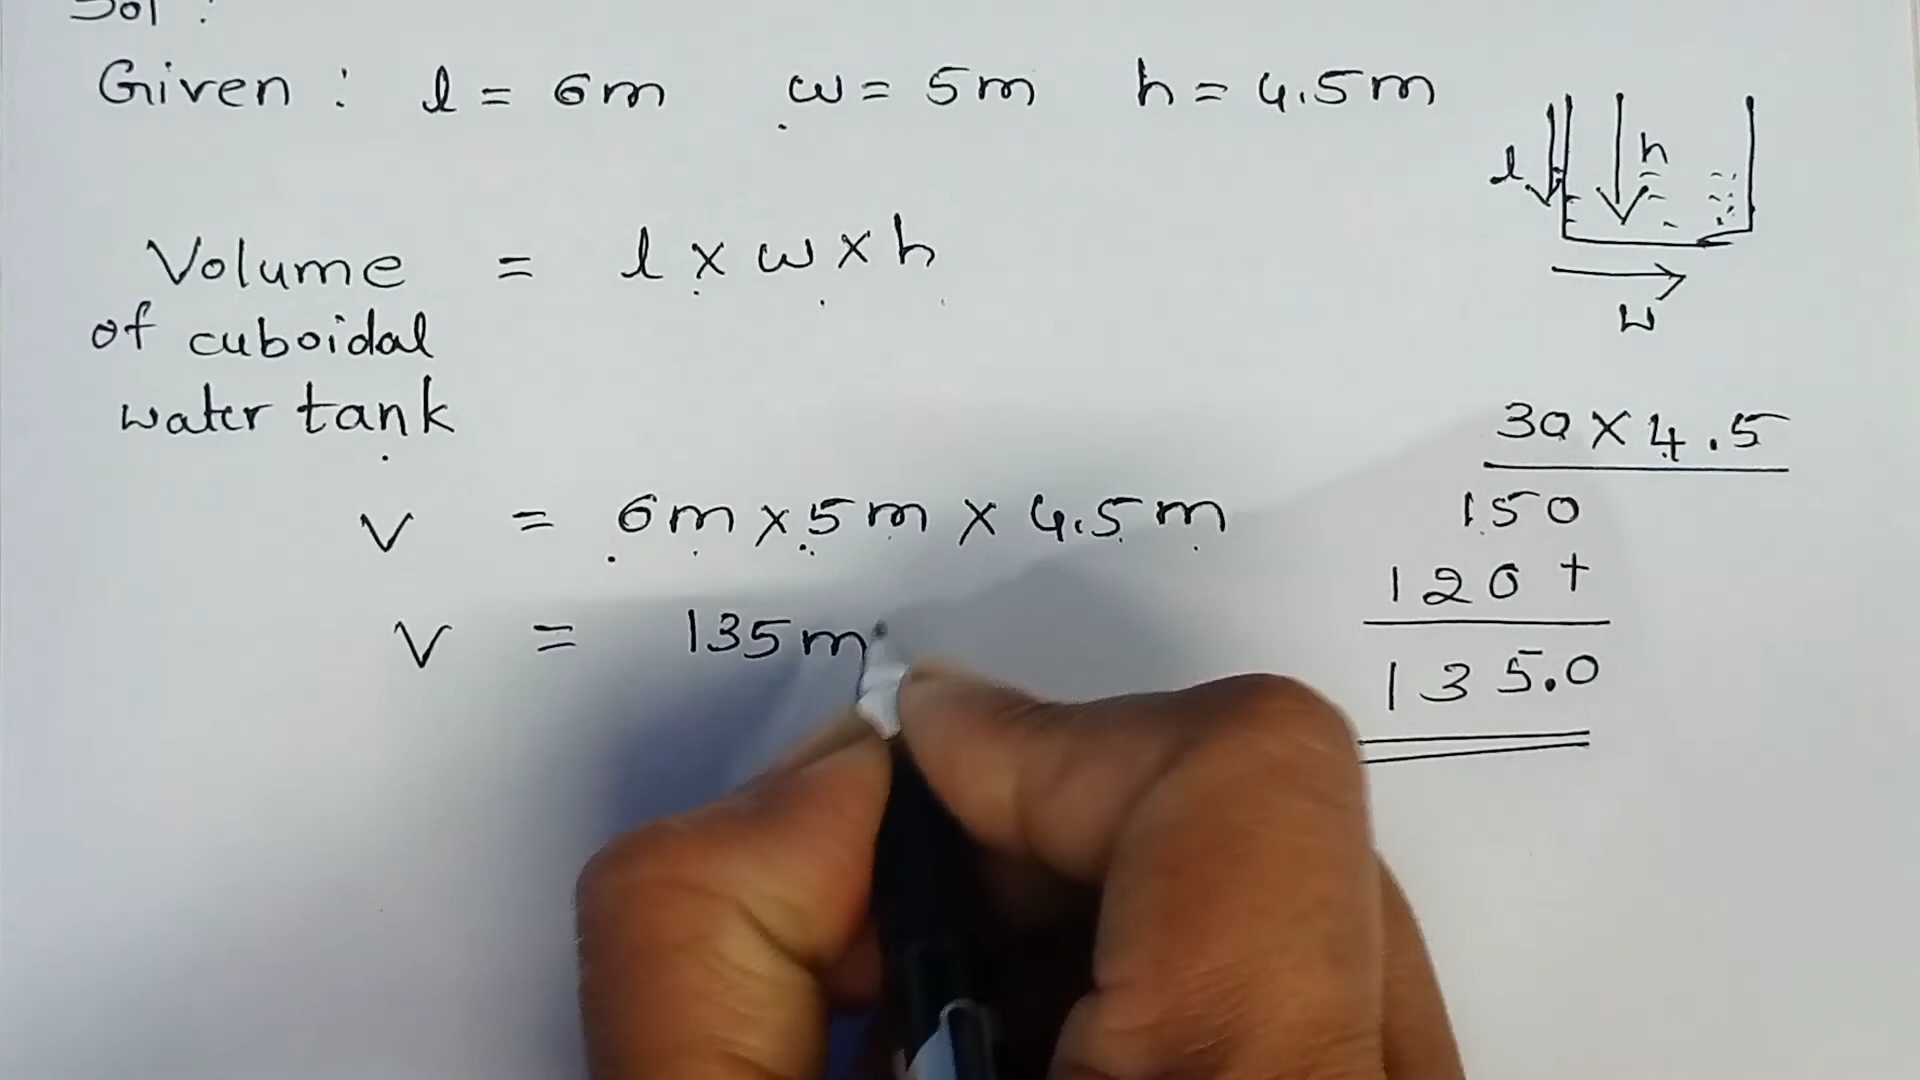 Sol :
Given : l = 6m w = 5m h = 4.5m
l h
w
Volume = l × w × h
of cuboidal
water tank
30 × 4.5
150
120 +
135.0
V = 6m × 5m × 4.5m
V = 135m